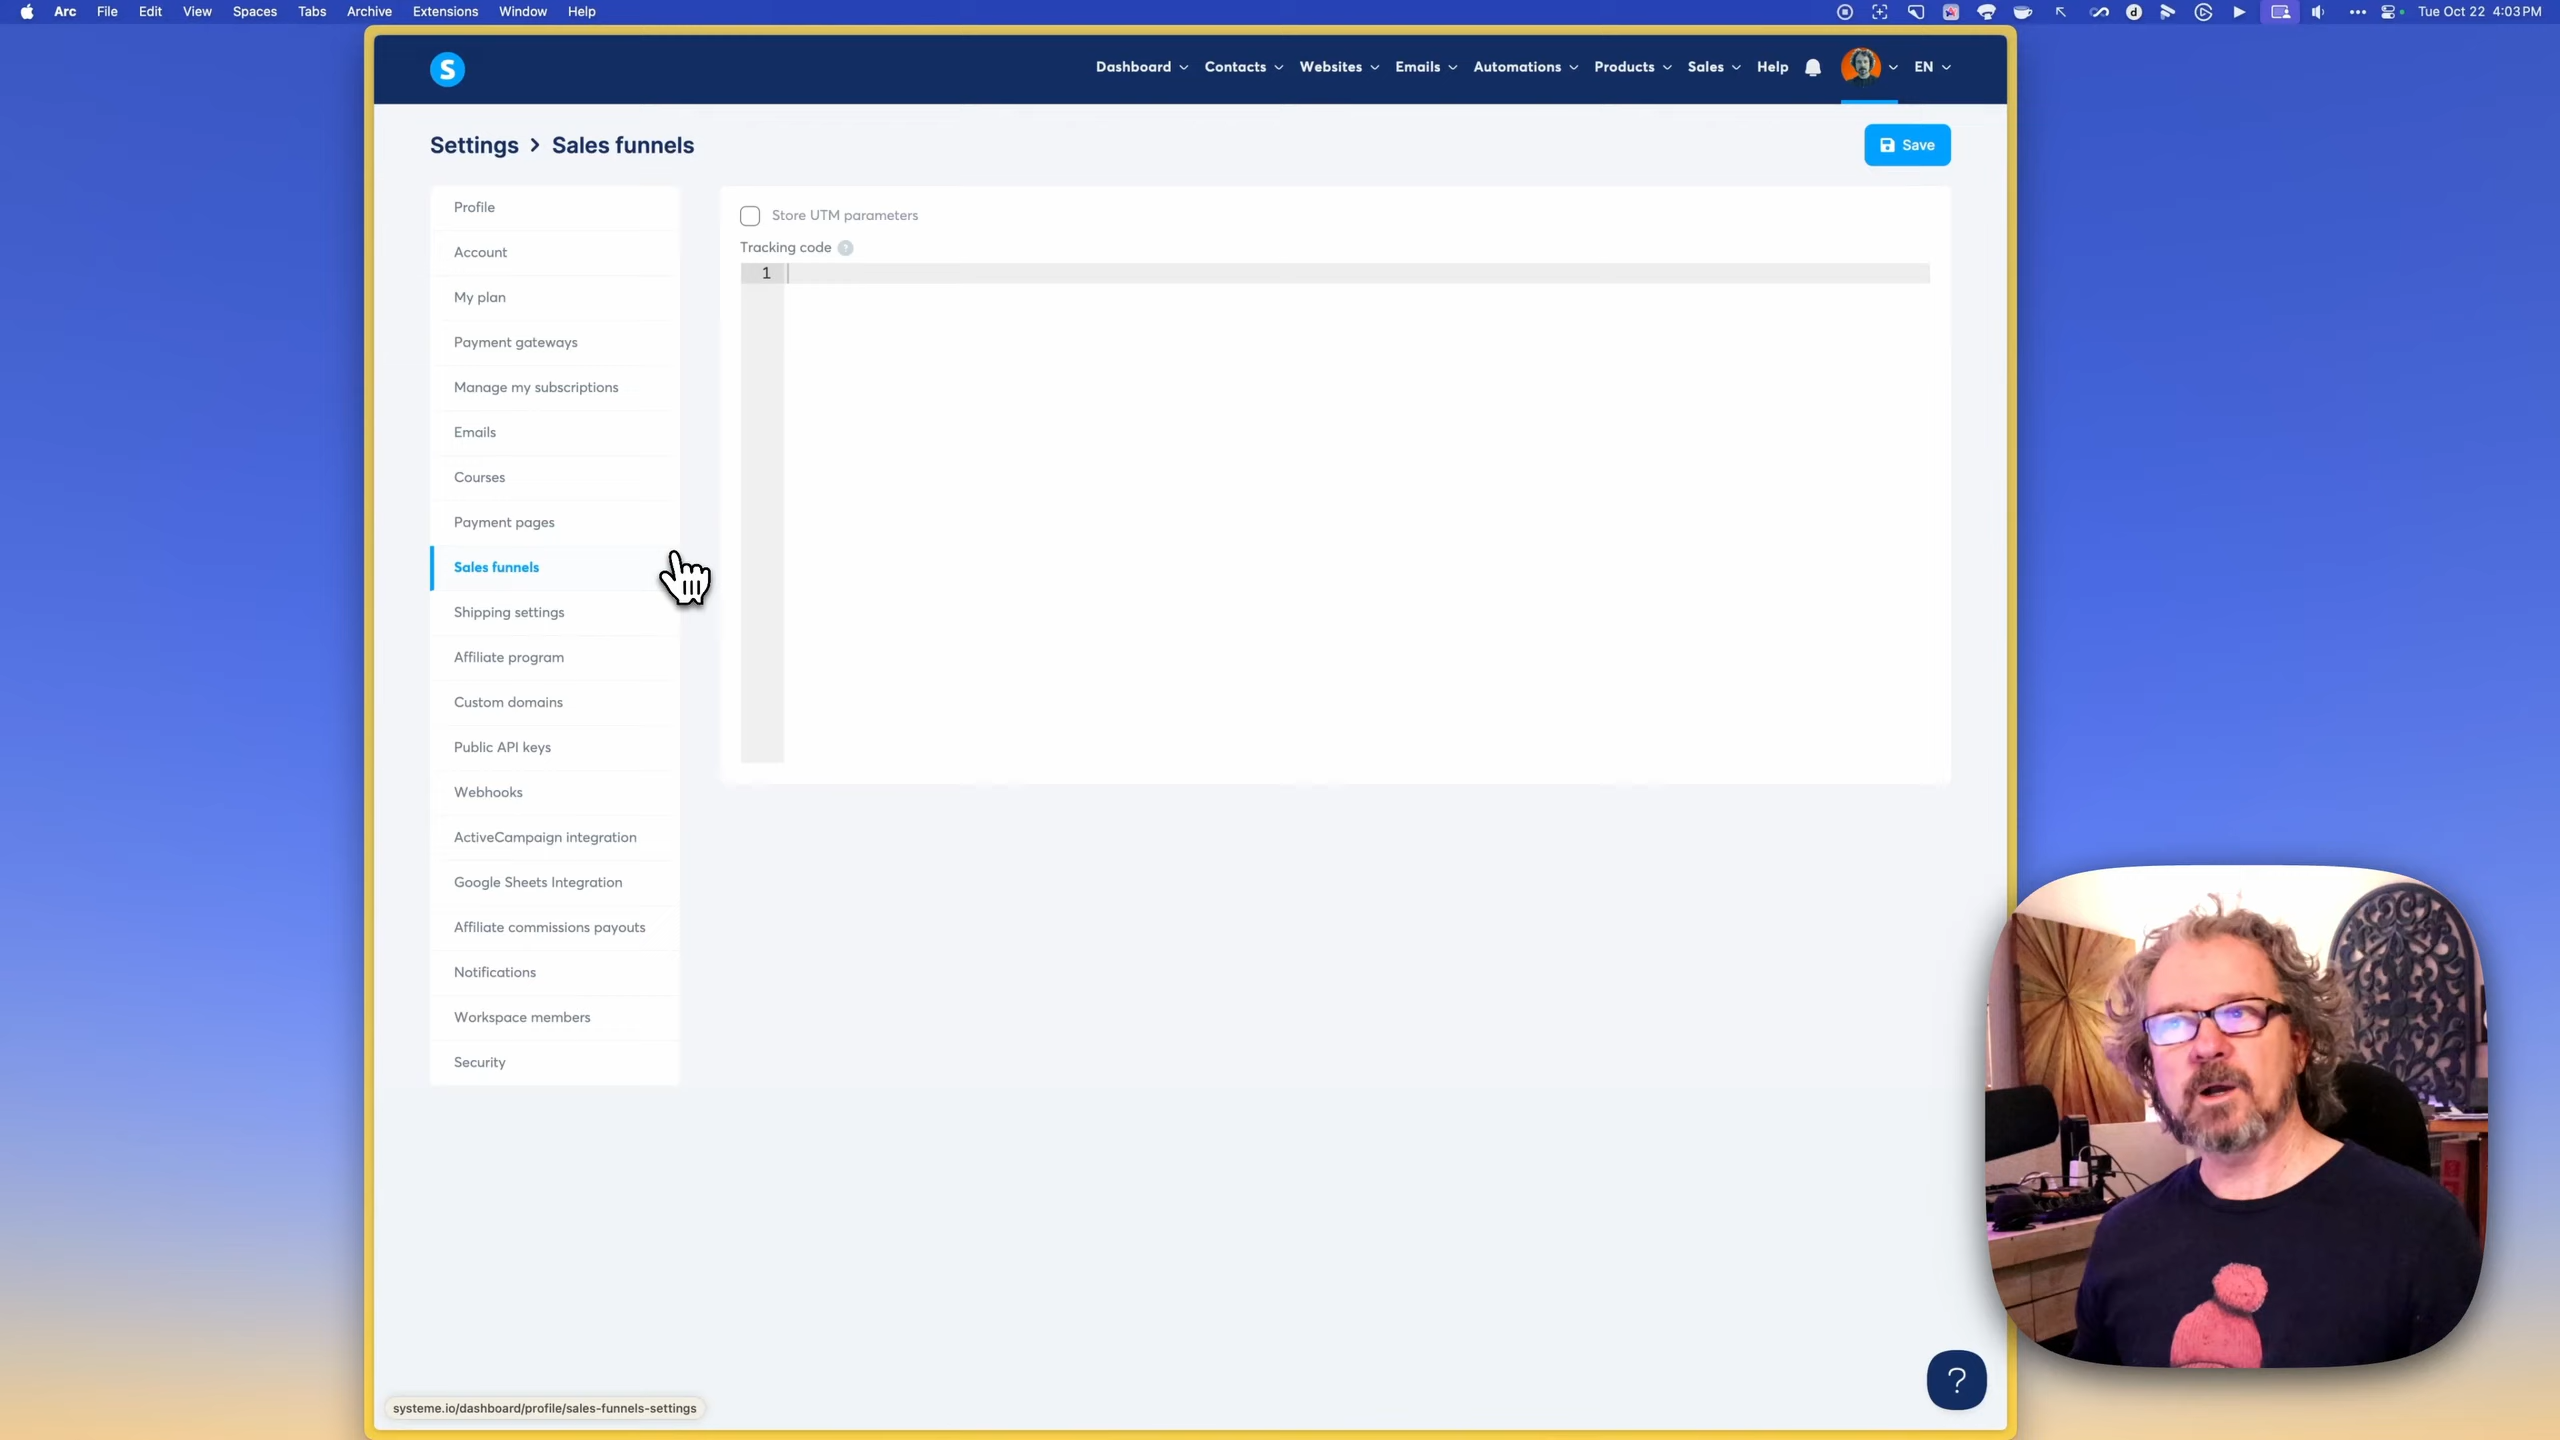 Arc File Edit View Spaces Tabs Archive Extensions Window Help
Tue Oct 22 4:03 PM
S
Dashboard Contacts Websites Emails Automations Products Sales Help EN
Settings > Sales funnels
Save
Profile
Account
My plan
Payment gateways
Manage my subscriptions
Emails
Courses
Payment pages
Sales funnels
Shipping settings
Affiliate program
Custom domains
Public API keys
Webhooks
ActiveCampaign integration
Google Sheets Integration
Affiliate commissions payouts
Notifications
Workspace members
Security
Store UTM parameters
Tracking code ?
1
?
systeme.io/dashboard/profile/sales-funnels-settings